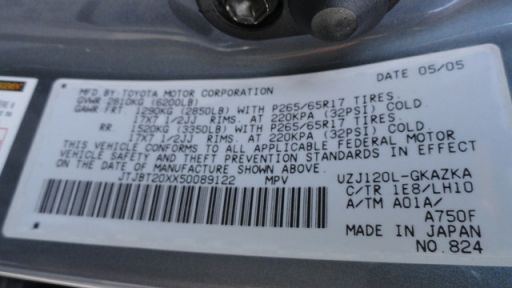 DATE 05/05
MFD BY: TOYOTA MOTOR CORPORATION
GVWR 2810KG (6200LB)
GAWR FRT 1290KG (2850LB) WITH P265/65R17 TIRES.
17X7 1/2JJ RIMS. AT 220KPA (32PSI) COLD.
RR. 1520KG (3350LB) WITH P265/65R17 TIRES.
17X7 1/2JJ RIMS. AT 220KPA (32PSI) COLD.
THIS VEHICLE CONFORMS TO ALL APPLICABLE FEDERAL MOTOR
VEHICLE SAFETY AND THEFT PREVENTION STANDARDS IN EFFECT
ON THE DATE OF MANUFACTURE SHOWN ABOVE.
JTJBT20XX50089122 MPV UZJ120L-GKAZKA
C/TR 1E8/LH10
A/TM A01A/
A750F
MADE IN JAPAN
NO. 824